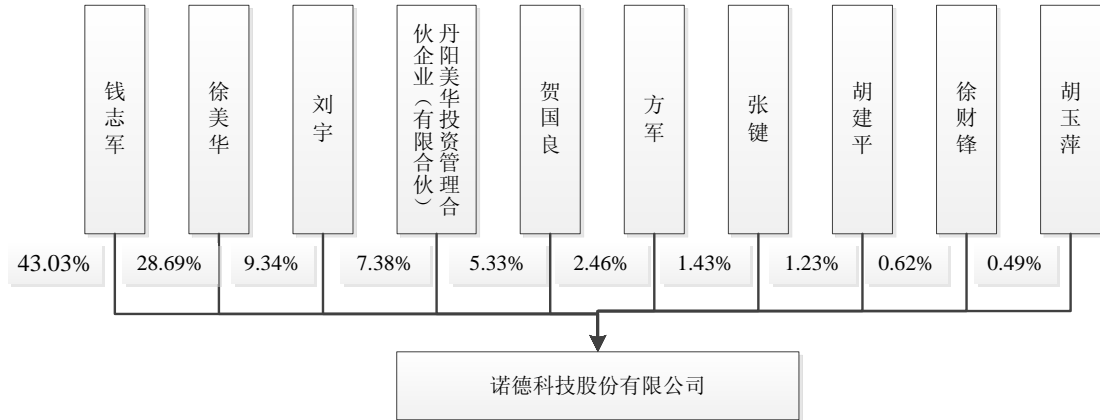 钱志军
徐美华
刘宇
丹阳美华投资管理合
伙企业（有限合伙）
贺国良
方军
张键
胡建平
徐财锋
胡玉萍
43.03%
28.69%
9.34%
7.38%
5.33%
2.46%
1.43%
1.23%
0.62%
0.49%
诺德科技股份有限公司